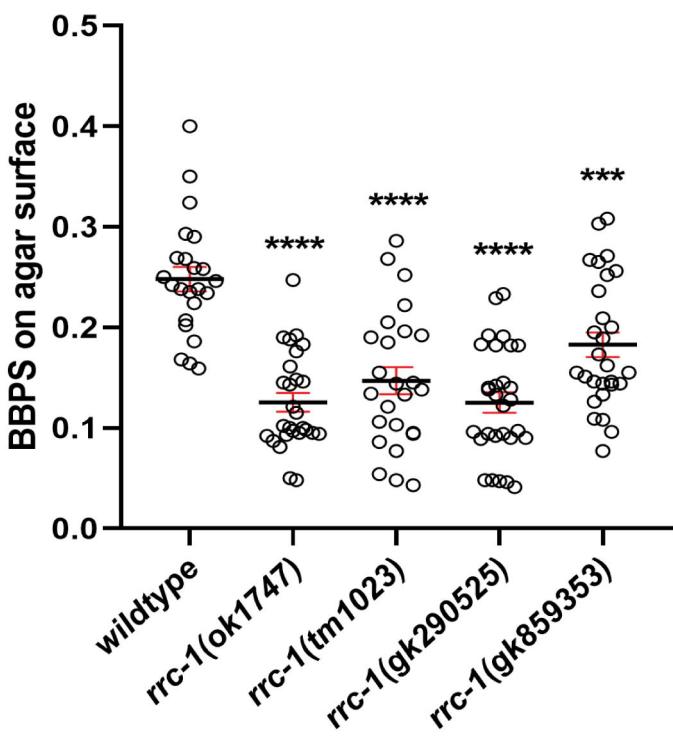 BBPS on agar surface
0.5
0.4
0.3
0.2
0.1
0.0
****
****
****
***
wildtype
rrc-1(ok1747)
rrc-1(tm1023)
rrc-1(gk290525)
rrc-1(gk859353)